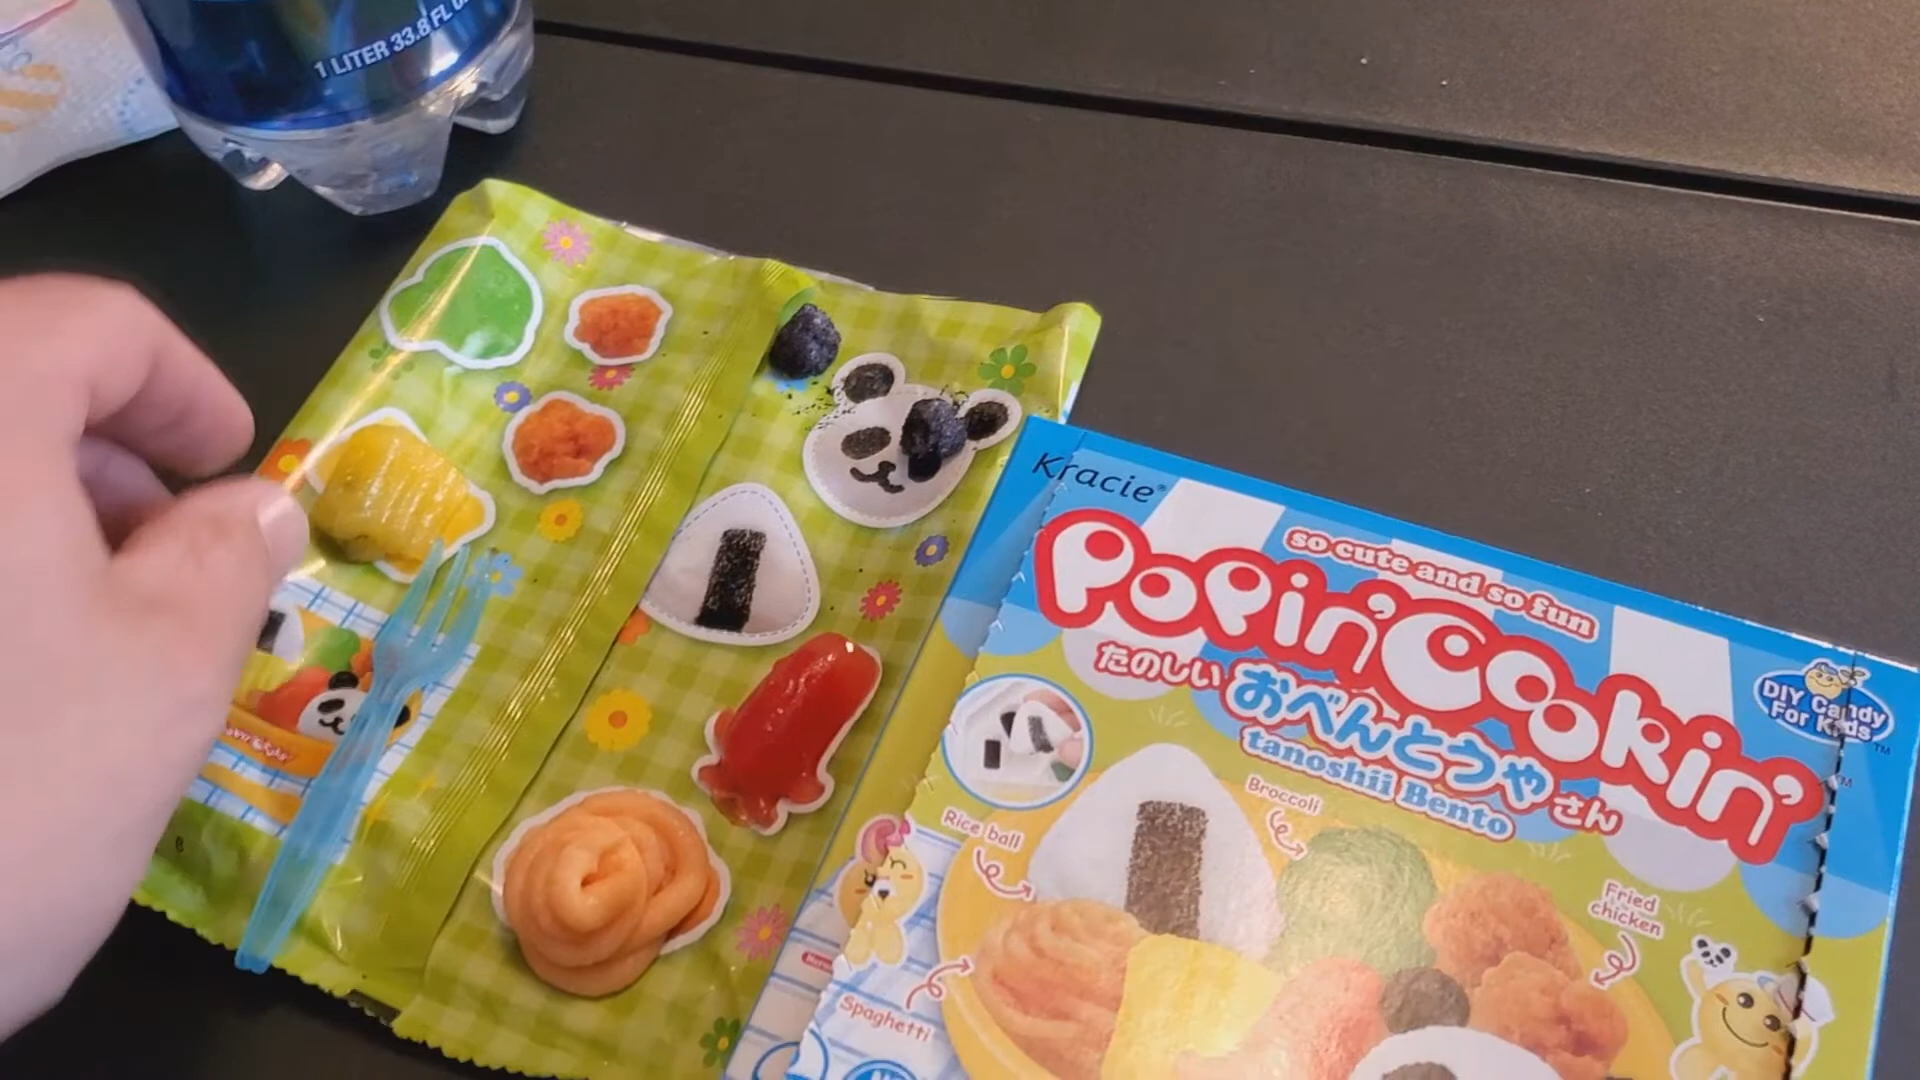 1 LITER 33.8 FL
Kracie
so cute and so fun
Popin' Cookin'
たのしい おべんとうやさん
tanoshii Bento
DIY Candy
For Kids
TM
Rice ball
Broccoli
Fried
chicken
Spaghetti